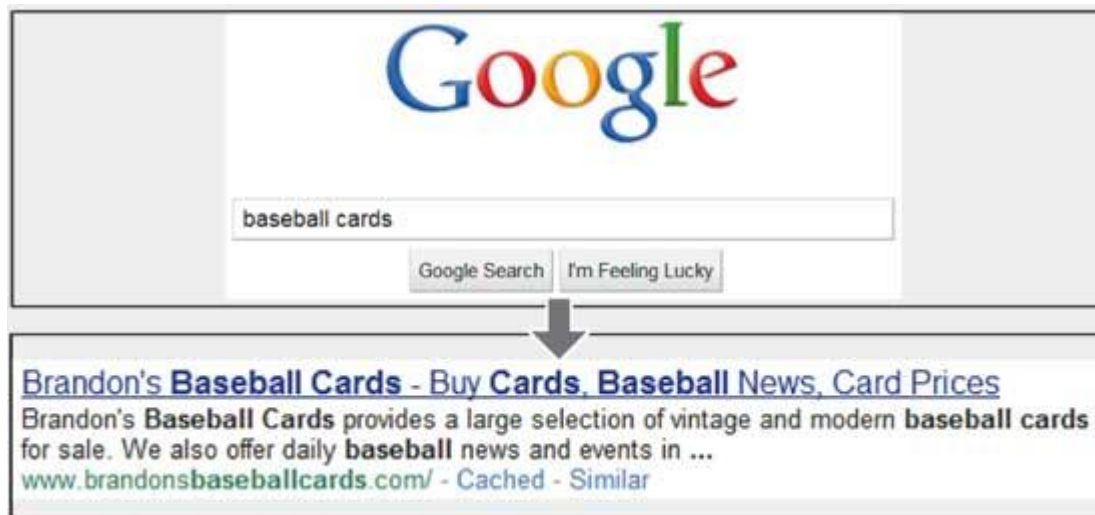 Google
baseball cards
Google Search I'm Feeling Lucky
Brandon's Baseball Cards - Buy Cards, Baseball News, Card Prices
Brandon's Baseball Cards provides a large selection of vintage and modern baseball cards
for sale. We also offer daily baseball news and events in ...
www.brandonsbaseballcards.com/ - Cached - Similar